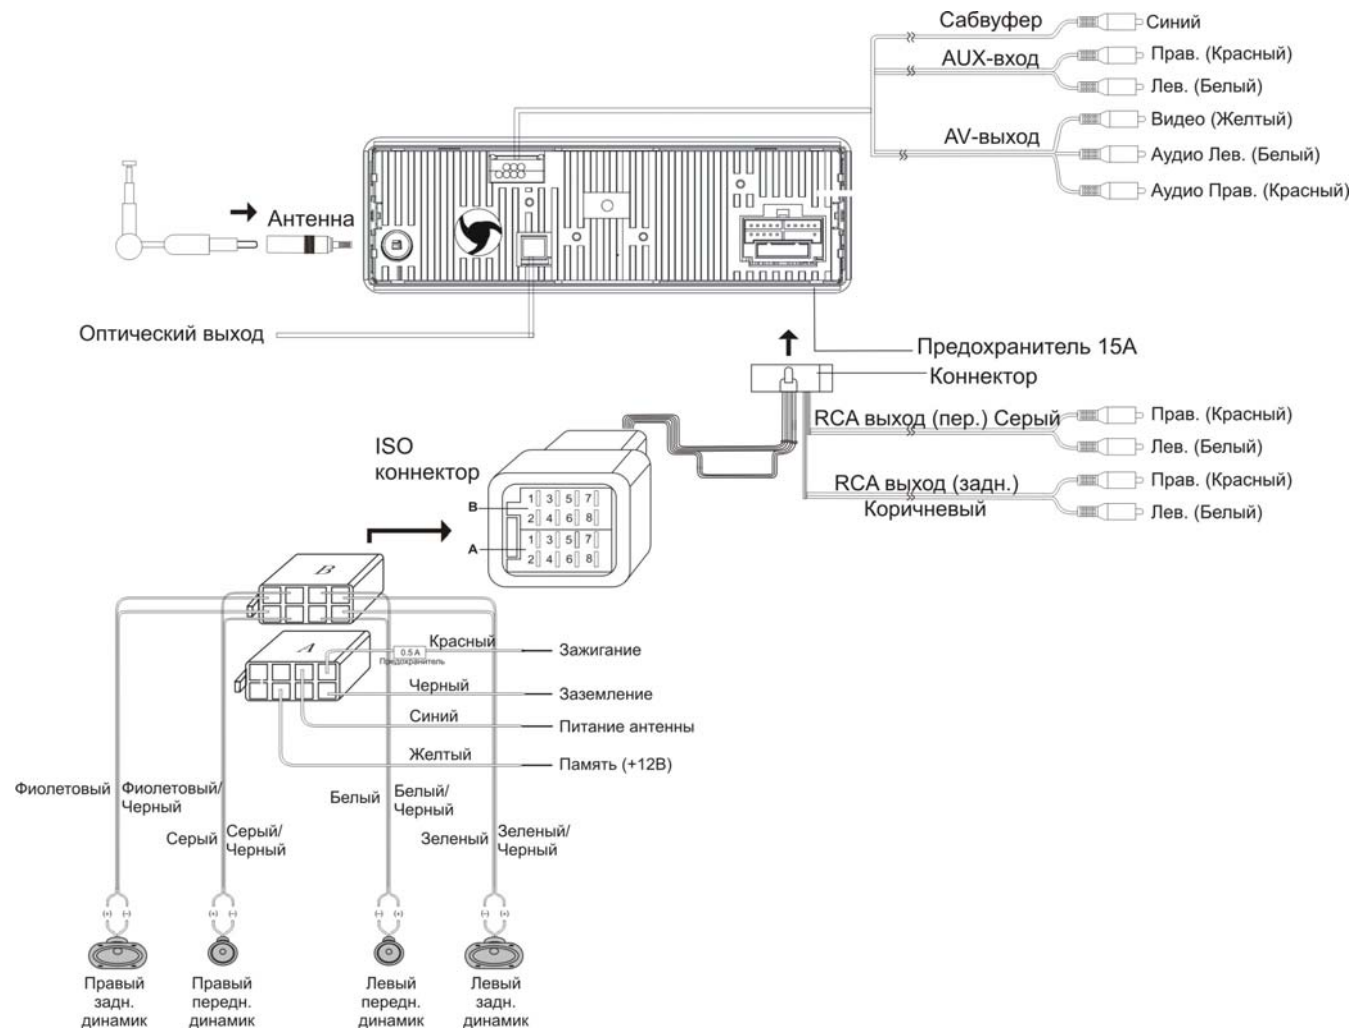 Сабвуфер
Синий
AUX-вход
Прав. (Красный)
Лев. (Белый)
AV-выход
Видео (Желтый)
Аудио Лев. (Белый)
Аудио Прав. (Красный)
Антенна
Оптический выход
Предохранитель 15А
Коннектор
RCA выход (пер.) Серый
Прав. (Красный)
Лев. (Белый)
RCA выход (задн.)
Коричневый
Прав. (Красный)
Лев. (Белый)
ISO
коннектор
B
1 3 5 7
2 4 6 8
A
1 3 5 7
2 4 6 8
B
A
Красный
0.5 А
Предохранитель
Зажигание
Черный
Заземление
Синий
Питание антенны
Желтый
Память (+12В)
Фиолетовый
Фиолетовый/
Черный
Серый
Серый/
Черный
Белый
Белый/
Черный
Зеленый
Зеленый/
Черный
(+) (-)
(+) (-)
(+) (-)
(+) (-)
Правый
задн.
динамик
Правый
передн.
динамик
Левый
передн.
динамик
Левый
задн.
динамик